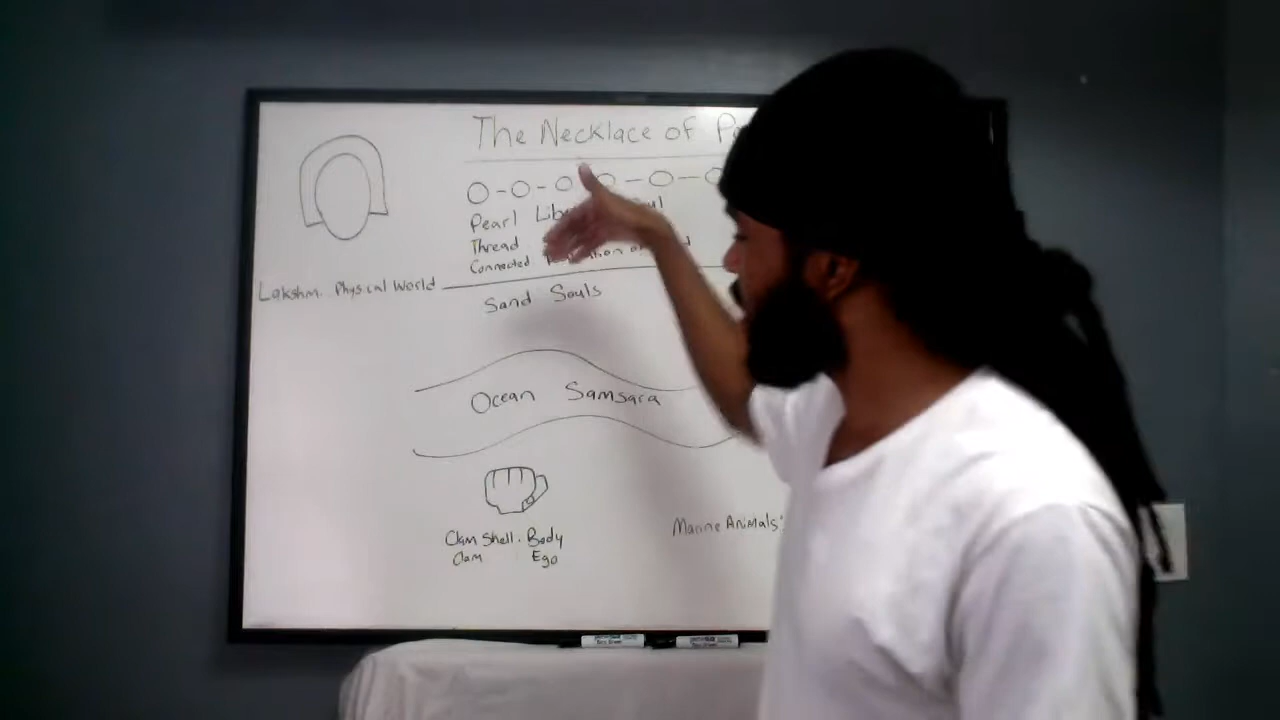 The Necklace of
Pearl
Thread
Connected
Lakshmi Physical World
Sand Souls
Ocean Samsara
Clam Shell. Body
Clam Ego
Marine Animals: